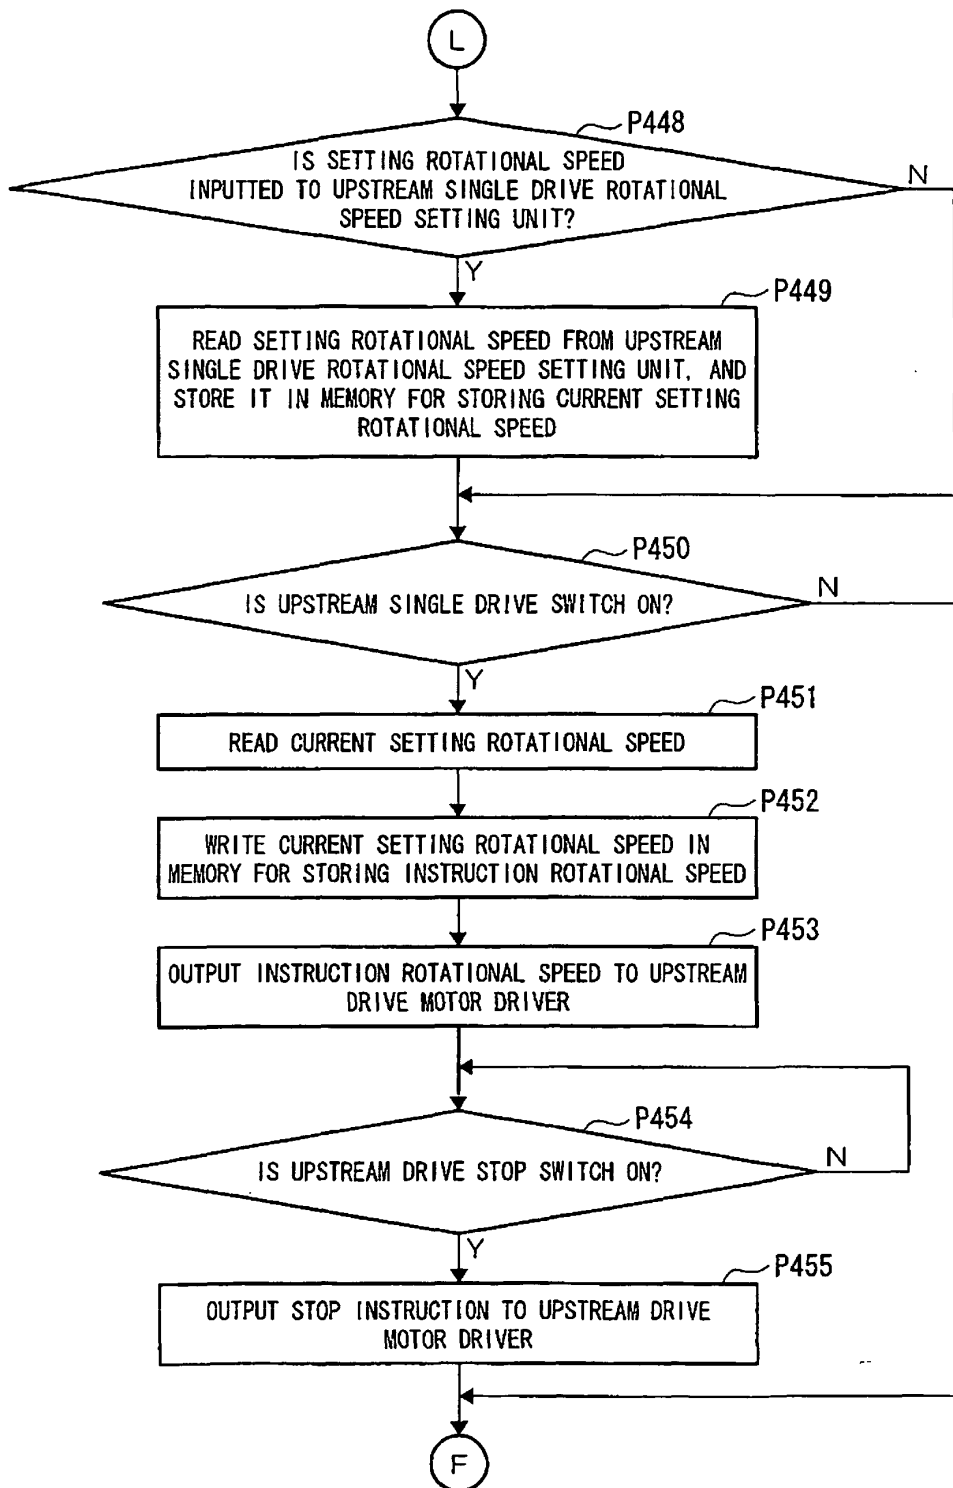 L
P448
IS SETTING ROTATIONAL SPEED
INPUTTED TO UPSTREAM SINGLE DRIVE ROTATIONAL
SPEED SETTING UNIT?
N
Y
P449
READ SETTING ROTATIONAL SPEED FROM UPSTREAM
SINGLE DRIVE ROTATIONAL SPEED SETTING UNIT, AND
STORE IT IN MEMORY FOR STORING CURRENT SETTING
ROTATIONAL SPEED
P450
IS UPSTREAM SINGLE DRIVE SWITCH ON?
N
Y
P451
READ CURRENT SETTING ROTATIONAL SPEED
P452
WRITE CURRENT SETTING ROTATIONAL SPEED IN
MEMORY FOR STORING INSTRUCTION ROTATIONAL SPEED
P453
OUTPUT INSTRUCTION ROTATIONAL SPEED TO UPSTREAM
DRIVE MOTOR DRIVER
P454
IS UPSTREAM DRIVE STOP SWITCH ON?
N
Y
P455
OUTPUT STOP INSTRUCTION TO UPSTREAM DRIVE
MOTOR DRIVER
F